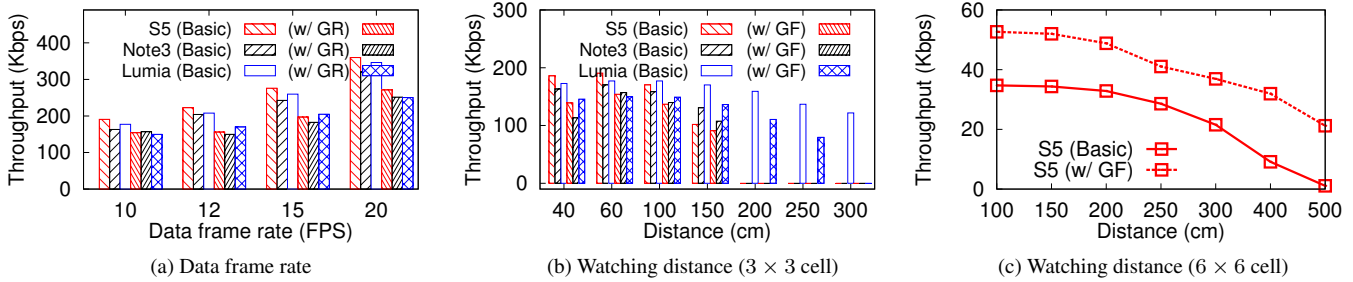 Throughput (Kbps)
400
300
200
100
0
S5 (Basic) (w/ GR)
Note3 (Basic) (w/ GR)
Lumia (Basic) (w/ GR)
10 12 15 20
Data frame rate (FPS)
(a) Data frame rate
Throughput (Kbps)
300
200
100
0
S5 (Basic) (w/ GF)
Note3 (Basic) (w/ GF)
Lumia (Basic) (w/ GF)
40 60 100 150 200 250 300
Distance (cm)
(b) Watching distance (3 × 3 cell)
Throughput (Kbps)
60
40
20
0
S5 (Basic)
S5 (w/ GF)
100 150 200 250 300 400 500
Distance (cm)
(c) Watching distance (6 × 6 cell)